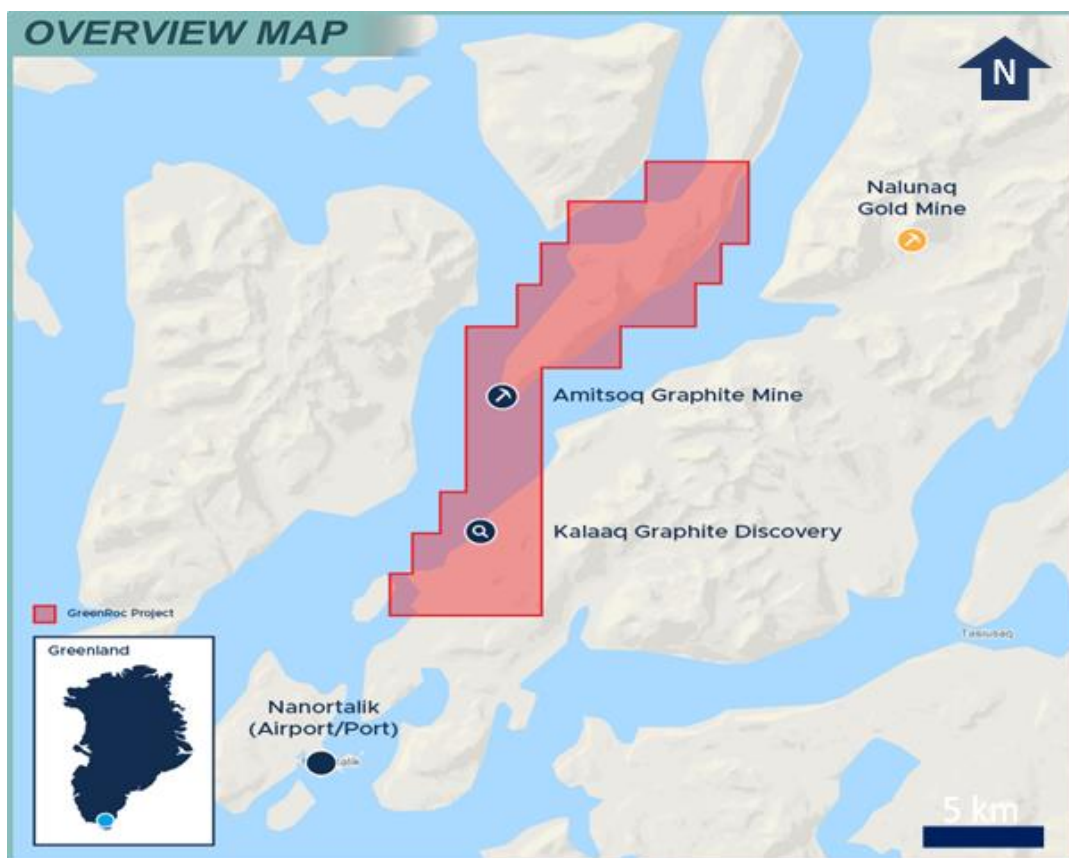 OVERVIEW MAP
N
Nalunaq
Gold Mine
Amitsoq Graphite Mine
Kalaaq Graphite Discovery
GreenRoc Project
Tasiusaq
Greenland
Nanortalik
(Airport/Port)
5 km